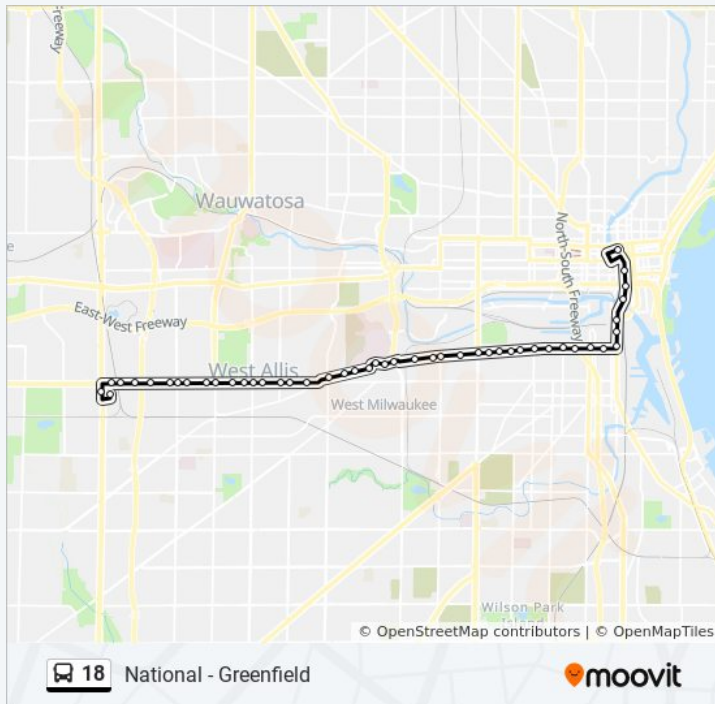 Freeway
Wauwatosa
North-South Freeway
East-West Freeway
West Allis
West Milwaukee
Wilson Park
Island
© OpenStreetMap contributors | © OpenMapTiles
18 National - Greenfield
moovit